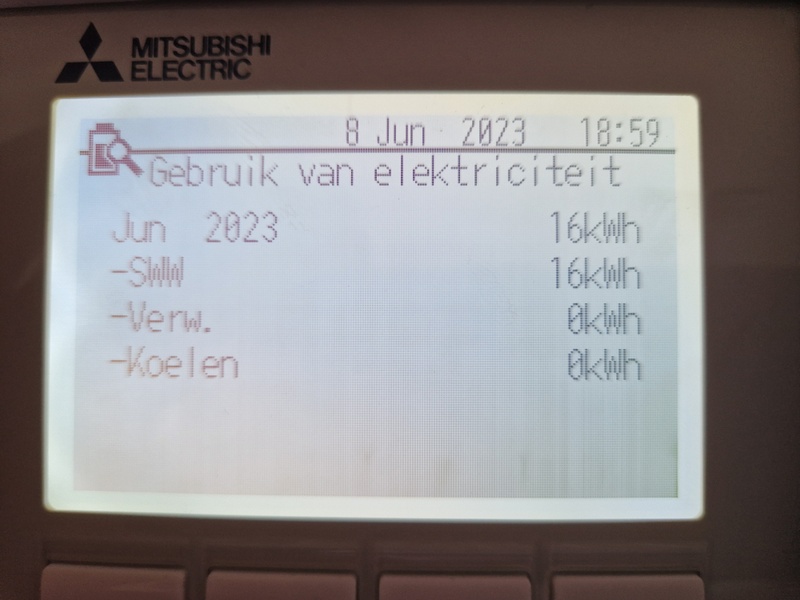 MITSUBISHI
ELECTRIC
8 Jun 2023 18:59
Gebruik van elektriciteit
Jun 2023 16kWh
-SWW 16kWh
-Verw. 0kWh
-Koelen 0kWh